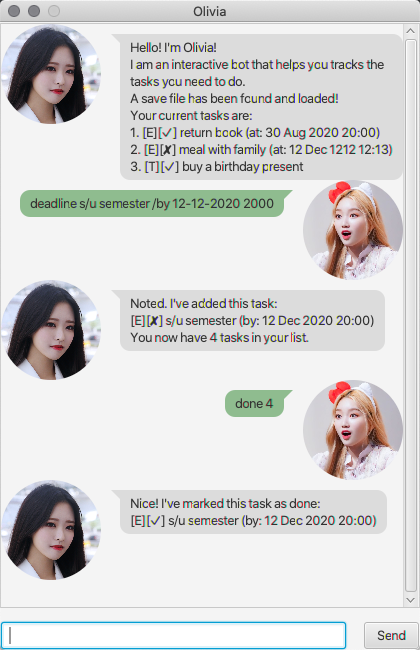 Olivia
Hello! I'm Olivia!
I am an interactive bot that helps you tracks the
tasks you need to do.
A save file has been found and loaded!
Your current tasks are:
1. [E][✓] return book (at: 30 Aug 2020 20:00)
2. [E][✘] meal with family (at: 12 Dec 1212 12:13)
3. [T][✓] buy a birthday present
deadline s/u semester /by 12-12-2020 2000
Noted. I've added this task:
[E][✘] s/u semester (by: 12 Dec 2020 20:00)
You now have 4 tasks in your list.
done 4
Nice! I've marked this task as done:
[E][✓] s/u semester (by: 12 Dec 2020 20:00)
Send